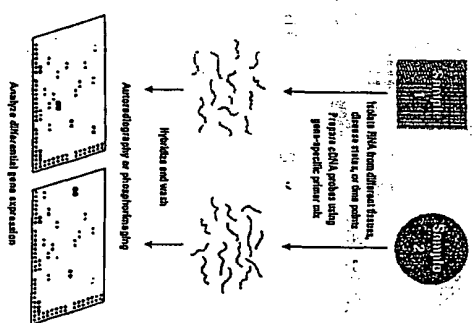 Sample
1
Sample
2
Isolate RNA from different tissues,
disease states, or time points
Prepare cDNA probes using
gene-specific primer mix
Hybridize and wash
Autoradiography or phosphorimaging
Analyze differential gene expression